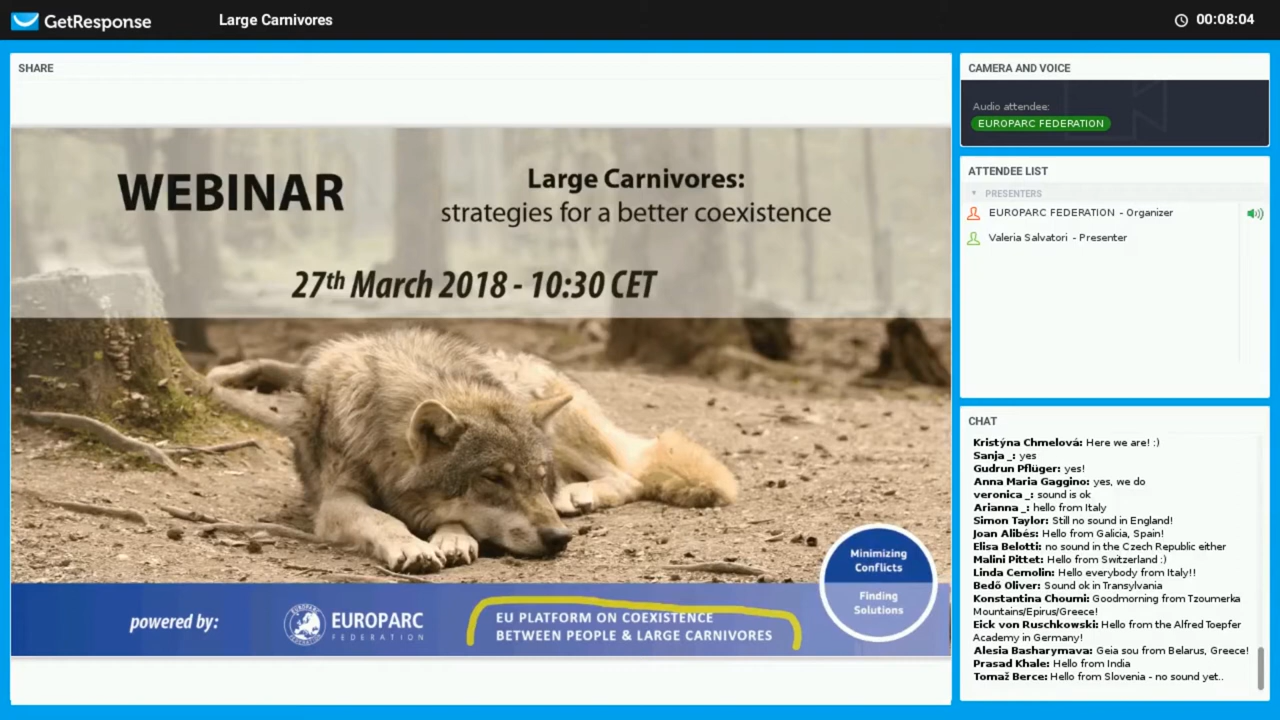 GetResponse
Large Carnivores
00:08:04
SHARE
WEBINAR
Large Carnivores:
strategies for a better coexistence
27th March 2018 - 10:30 CET
Minimizing
Conflicts
Finding
Solutions
powered by:
EUROPARC
FEDERATION
EU PLATFORM ON COEXISTENCE
BETWEEN PEOPLE & LARGE CARNIVORES
CAMERA AND VOICE
Audio attendee:
EUROPARC FEDERATION
ATTENDEE LIST
PRESENTERS
EUROPARC FEDERATION - Organizer
Valeria Salvatori - Presenter
CHAT
Kristýna Chmelová: Here we are! :)
Sanja _: yes
Gudrun Pflüger: yes!
Anna Maria Gaggino: yes, we do
veronica _: sound is ok
Arianna _: hello from Italy
Simon Taylor: Still no sound in England!
Joan Alibés: Hello from Galicia, Spain!
Elisa Belotti: no sound in the Czech Republic either
Malini Pittet: Hello from Switzerland :)
Linda Cemolin: Hello everybody from Italy!!
Bedő Olivér: Sound ok in Transylvania
Konstantina Choumi: Goodmorning from Tzoumerka
Mountains/Epirus/Greece!
Eick von Ruschkowski: Hello from the Alfred Toepfer
Academy in Germany!
Alesia Basharymava: Geia sou from Belarus, Greece!
Prasad Khale: Hello from India
Tomaž Berce: Hello from Slovenia - no sound yet..